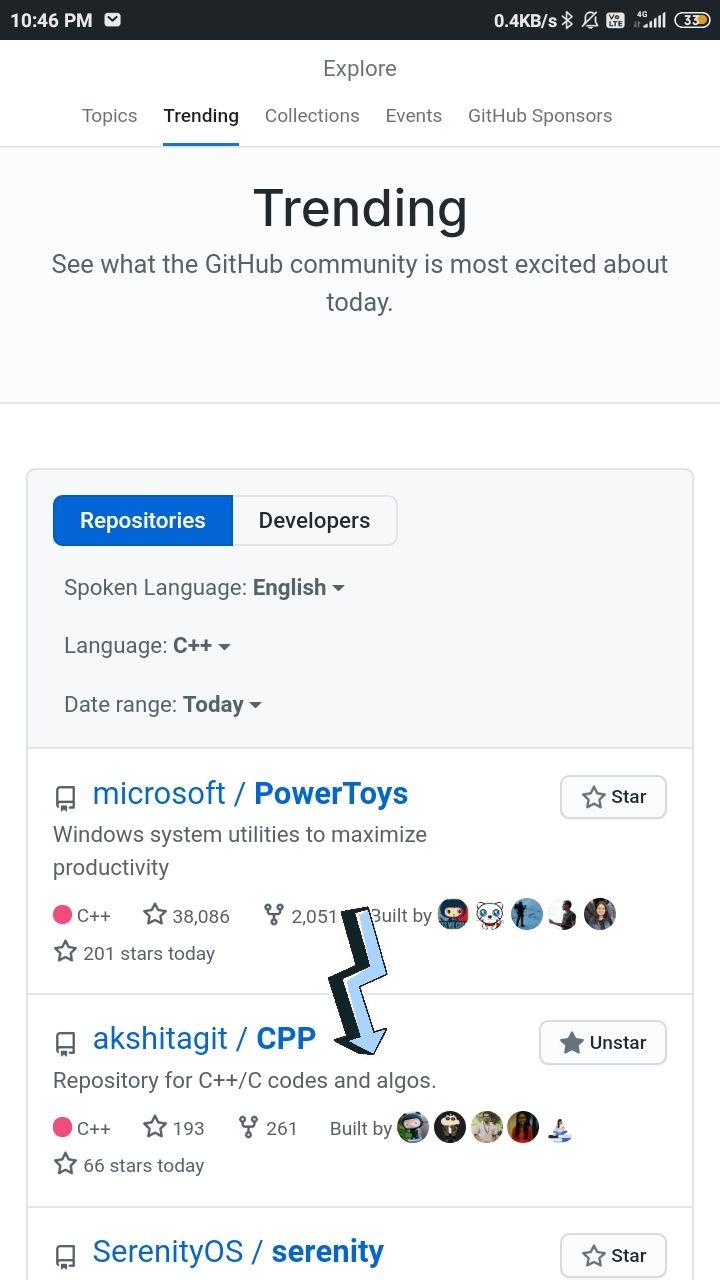 10:46 PM 0.4KB/s Vo LTE 4G 33
Explore
Topics Trending Collections Events GitHub Sponsors
Trending
See what the GitHub community is most excited about
today.
Repositories Developers
Spoken Language: English
Language: C++
Date range: Today
microsoft / PowerToys Star
Windows system utilities to maximize
productivity
C++ 38,086 2,051 Built by
201 stars today
akshitagit / CPP Unstar
Repository for C++/C codes and algos.
C++ 193 261 Built by
66 stars today
SerenityOS / serenity Star